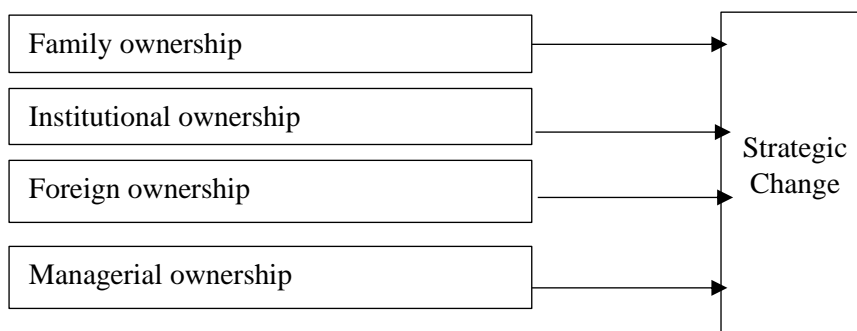 Family ownership
Institutional ownership
Foreign ownership
Managerial ownership
Strategic
Change